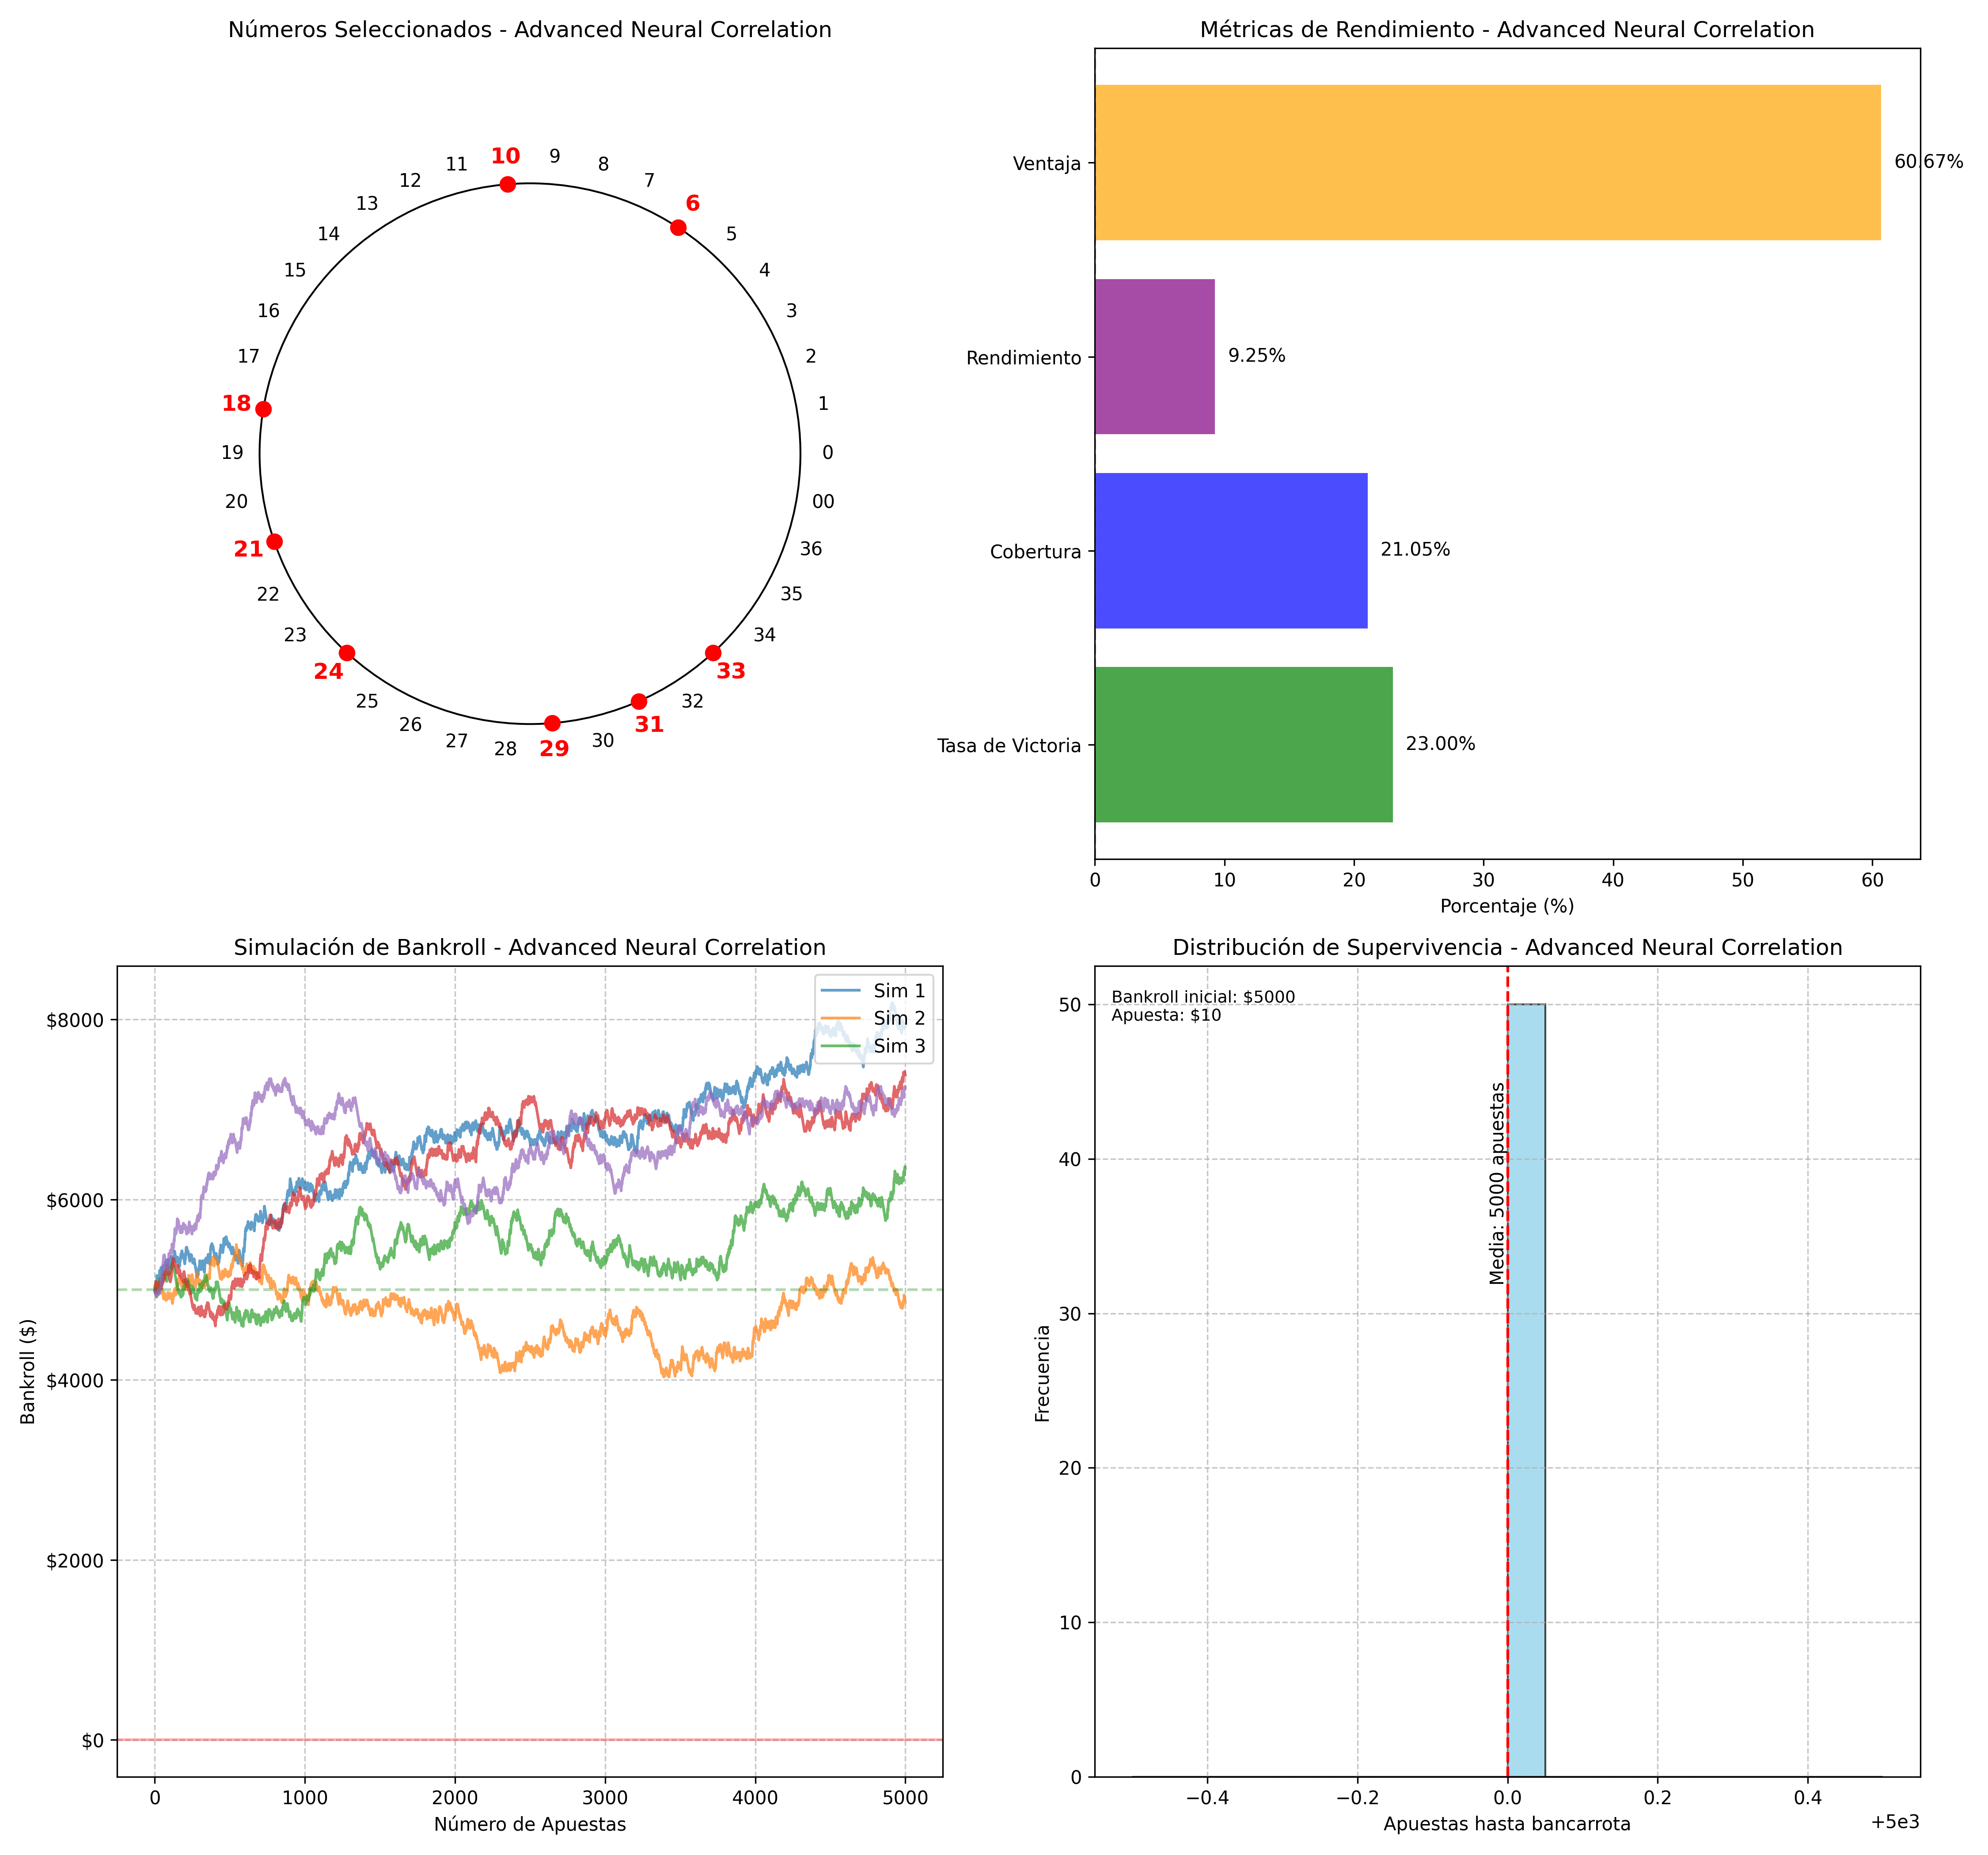 Números Seleccionados - Advanced Neural Correlation
0
1
2
3
4
5
6
7
8
9
10
11
12
13
14
15
16
17
18
19
20
21
22
23
24
25
26
27
28
29
30
31
32
33
34
35
36
00
Métricas de Rendimiento - Advanced Neural Correlation
Ventaja
60.67%
Rendimiento
9.25%
Cobertura
21.05%
Tasa de Victoria
23.00%
0 10 20 30 40 50 60
Porcentaje (%)
Simulación de Bankroll - Advanced Neural Correlation
Sim 1
Sim 2
Sim 3
Bankroll ($)
$8000
$6000
$4000
$2000
$0
0 1000 2000 3000 4000 5000
Número de Apuestas
Distribución de Supervivencia - Advanced Neural Correlation
Bankroll inicial: $5000
Apuesta: $10
Media: 5000 apuestas
Frecuencia
50
40
30
20
10
0
−0.4 −0.2 0.0 0.2 0.4
+5e3
Apuestas hasta bancarrota